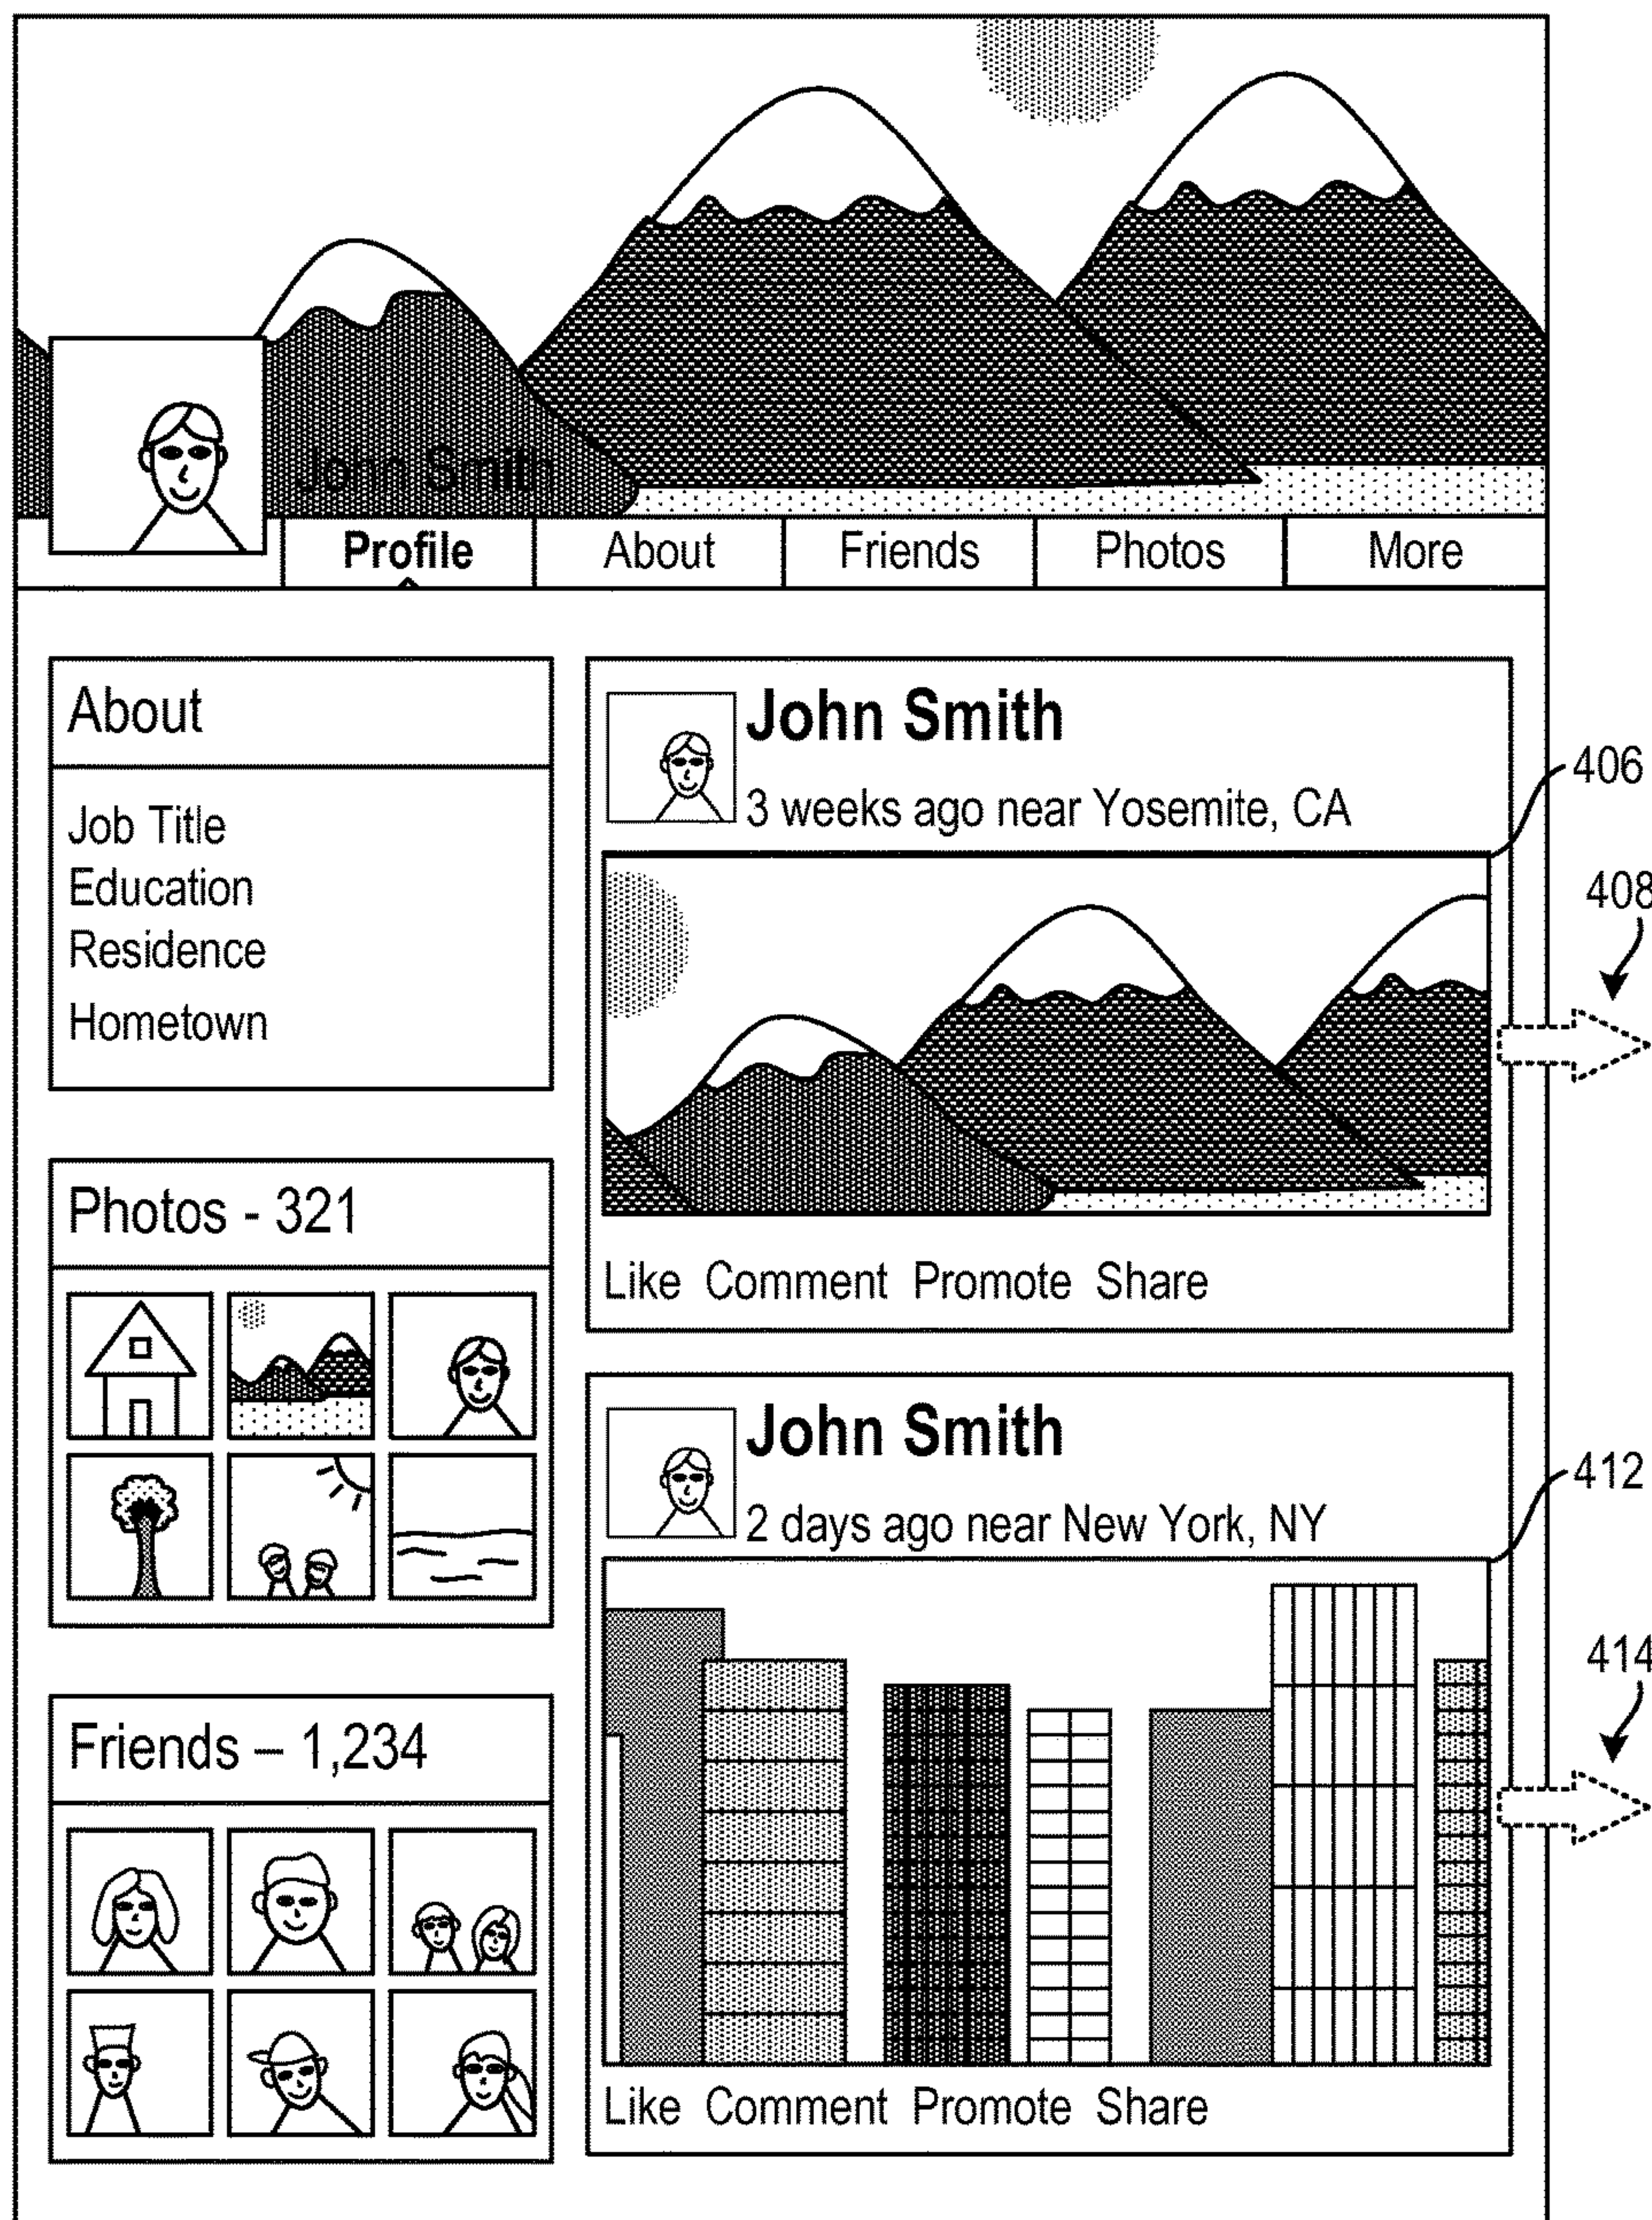 John Smith
Profile About Friends Photos More
About
Job Title
Education
Residence
Hometown
Photos - 321
Friends – 1,234
John Smith
3 weeks ago near Yosemite, CA
Like Comment Promote Share
John Smith
2 days ago near New York, NY
Like Comment Promote Share
406
408
412
414